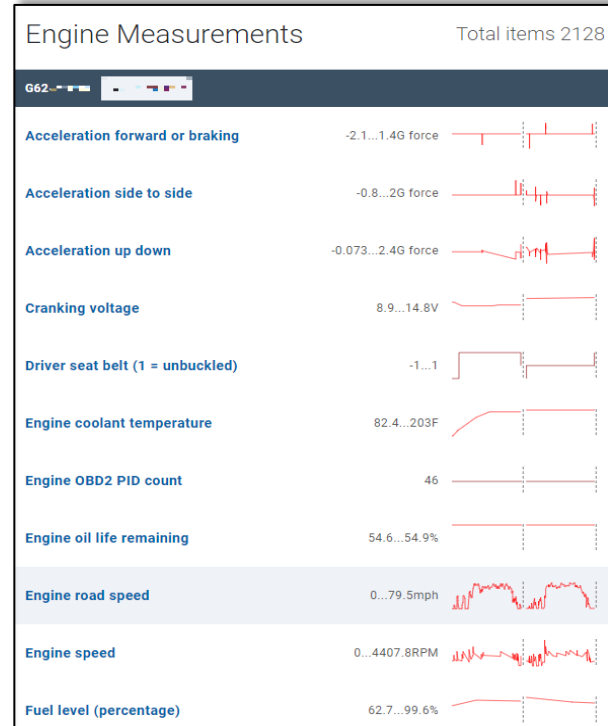 Engine Measurements Total items 2128
G62
Acceleration forward or braking -2.1...1.4G force
Acceleration side to side -0.8...2G force
Acceleration up down -0.073...2.4G force
Cranking voltage 8.9...14.8V
Driver seat belt (1 = unbuckled) -1...1
Engine coolant temperature 82.4...203F
Engine OBD2 PID count 46
Engine oil life remaining 54.6...54.9%
Engine road speed 0...79.5mph
Engine speed 0...4407.8RPM
Fuel level (percentage) 62.7...99.6%